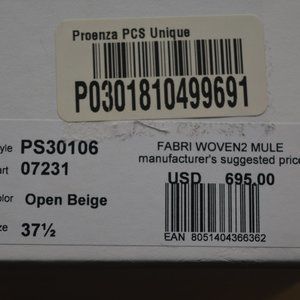 Proenza PCS Unique
P0301810499691
tyle PS30106
art 07231
olor Open Beige
ze 37½
FABRI WOVEN2 MULE
manufacturer's suggested price
USD 695.00
EAN 8051404366362